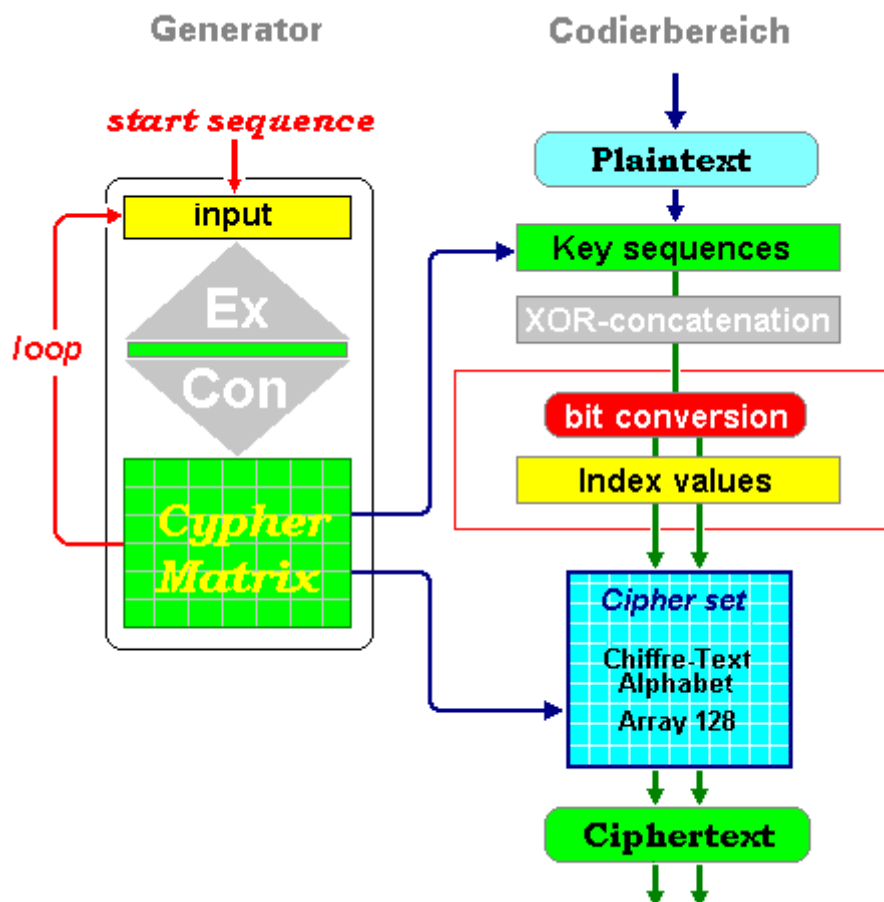 Generator
Codierbereich
start sequence
Plaintext
input
Key sequences
Ex
XOR-concatenation
loop
Con
bit conversion
Index values
Cypher
Matrix
Cipher set
Chiffre-Text
Alphabet
Array 128
Ciphertext